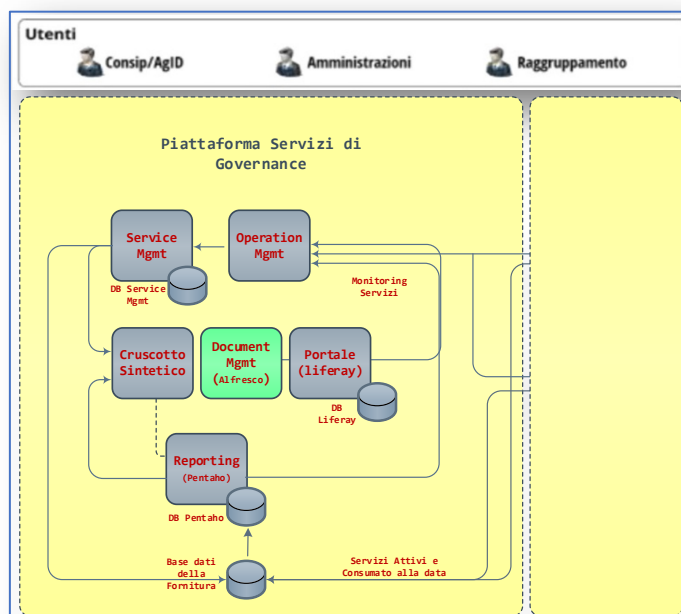 Utenti
Consip/AgID
Amministrazioni
Raggruppamento
Piattaforma Servizi di
Governance
Service
Mgmt
Operation
Mgmt
DB Service
Mgmt
Monitoring
Servizi
Cruscotto
Sintetico
Document
Mgmt
(Alfresco)
Portale
(liferay)
DB
Liferay
Reporting
(Pentaho)
DB Pentaho
Base dati
della
Fornitura
Servizi Attivi e
Consumato alla data